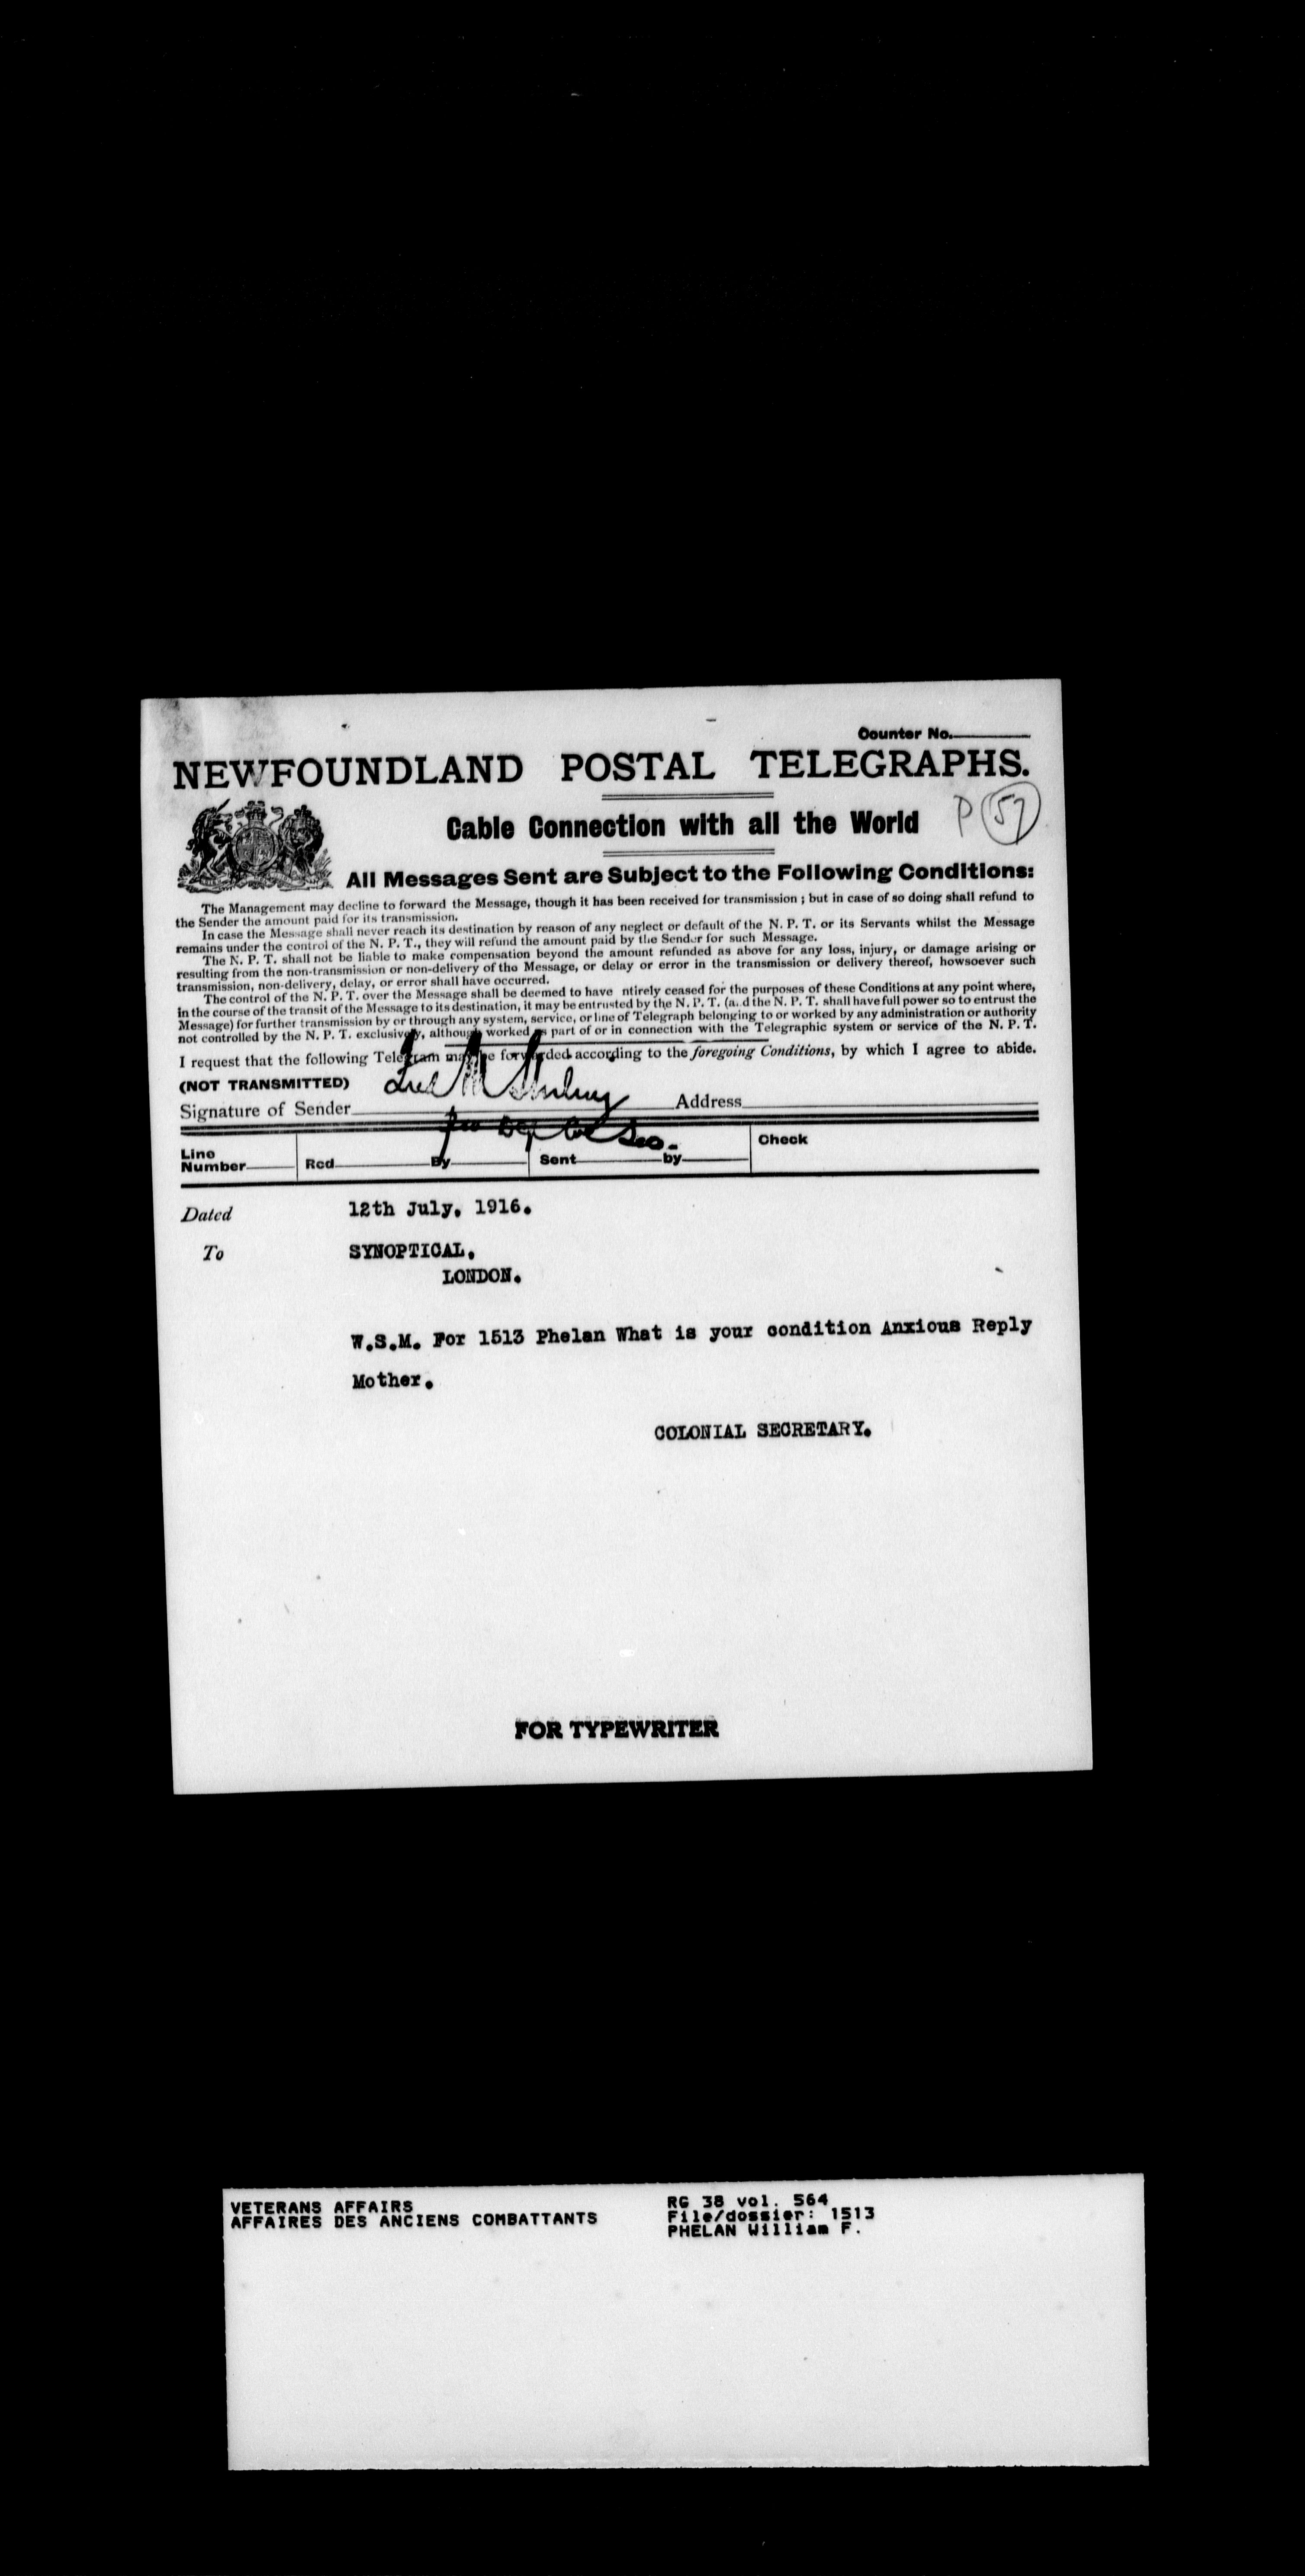 Counter No.
NEWFOUNDLAND POSTAL TELEGRAPHS.
P 57
Cable Connection with all the World
All Messages Sent are Subject to the Following Conditions:
The Management may decline to forward the Message, though it has been received for transmission ; but in case of so doing shall refund to
the Sender the amount paid for its transmission.
In case the Message shall never reach its destination by reason of any neglect or default of the N. P. T. or its Servants whilst the Message
remains under the control of the N. P. T., they will refund the amount paid by the Sender for such Message.
The N. P. T. shall not be liable to make compensation beyond the amount refunded as above for any loss, injury, or damage arising or
resulting from the non-transmission or non-delivery of the Message, or delay or error in the transmission or delivery thereof, howsoever such
transmission, non-delivery, delay, or error shall have occurred.
The control of the N. P. T. over the Message shall be deemed to have ntirely ceased for the purposes of these Conditions at any point where,
in the course of the transit of the Message to its destination, it may be entrusted by the N. P. T. (a. d the N. P. T. shall have full power so to entrust the
Message) for further transmission by or through any system, service, or line of Telegraph belonging to or worked by any administration or authority
not controlled by the N. P. T. exclusively, although worked as part of or in connection with the Telegraphic system or service of the N. P. T.
I request that the following Telegram may be forwarded according to the foregoing Conditions, by which I agree to abide.
(NOT TRANSMITTED)
Signature of Sender Address
Line Number Rcd. By Sent by Check
Dated 12th July, 1916.
To SYNOPTICAL,
LONDON.
W.S.M. For 1513 Phelan What is your condition Anxious Reply
Mother.
COLONIAL SECRETARY.
FOR TYPEWRITER
VETERANS AFFAIRS RG 38 vol. 564
AFFAIRES DES ANCIENS COMBATTANTS File/dossier: 1513
PHELAN William F.